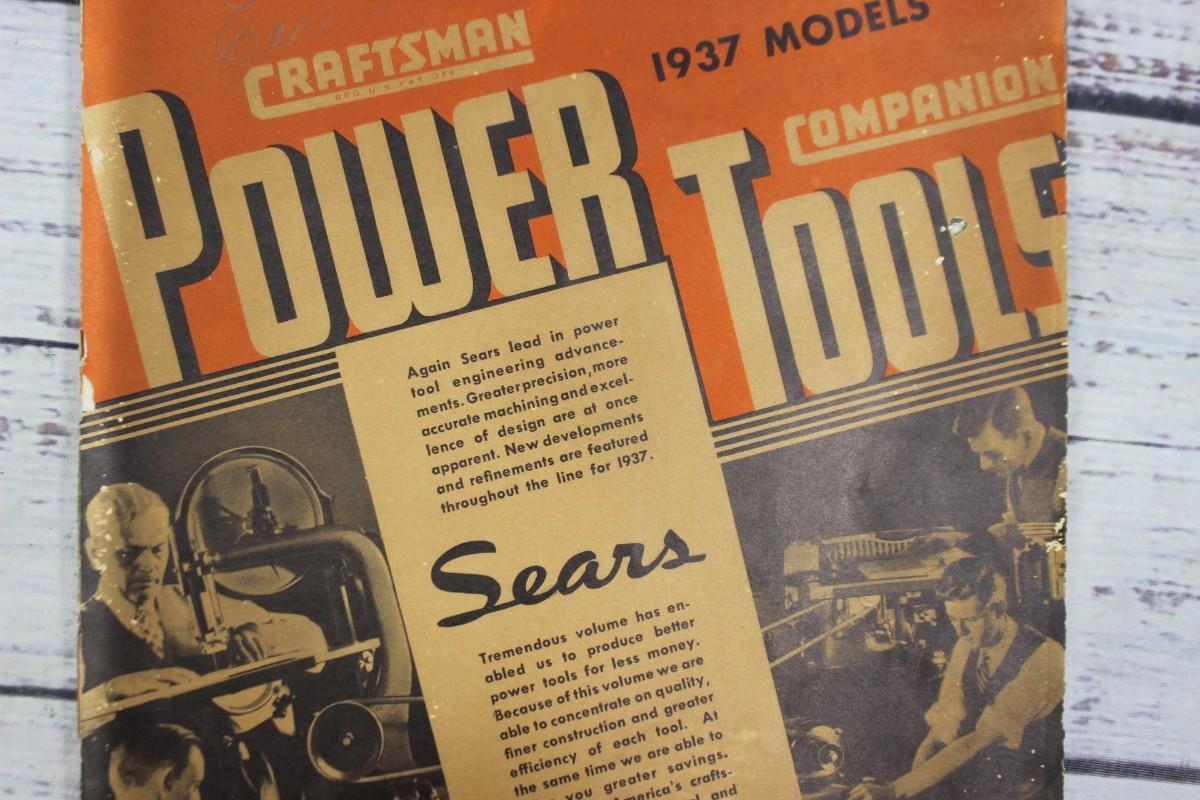 CRAFTSMAN
REG. U.S. PAT. OFF.
1937 MODELS
COMPANION
POWER TOOLS
Again Sears lead in power
tool engineering advance-
ments. Greater precision, more
accurate machining and excel-
lence of design are at once
apparent. New developments
and refinements are featured
throughout the line for 1937.
Sears
Tremendous volume has en-
abled us to produce better
power tools for less money.
Because of this volume we are
able to concentrate on quality,
finer construction and greater
efficiency of each tool. At
the same time we are able to
you greater savings.
America's crafts-
and